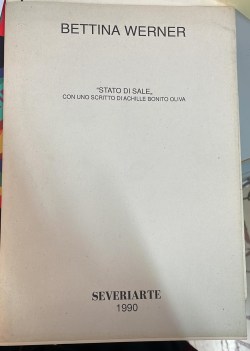 BETTINA WERNER
"STATO DI SALE„
CON UNO SCRITTO DI ACHILLE BONITO OLIVA
SEVERIARTE
1990